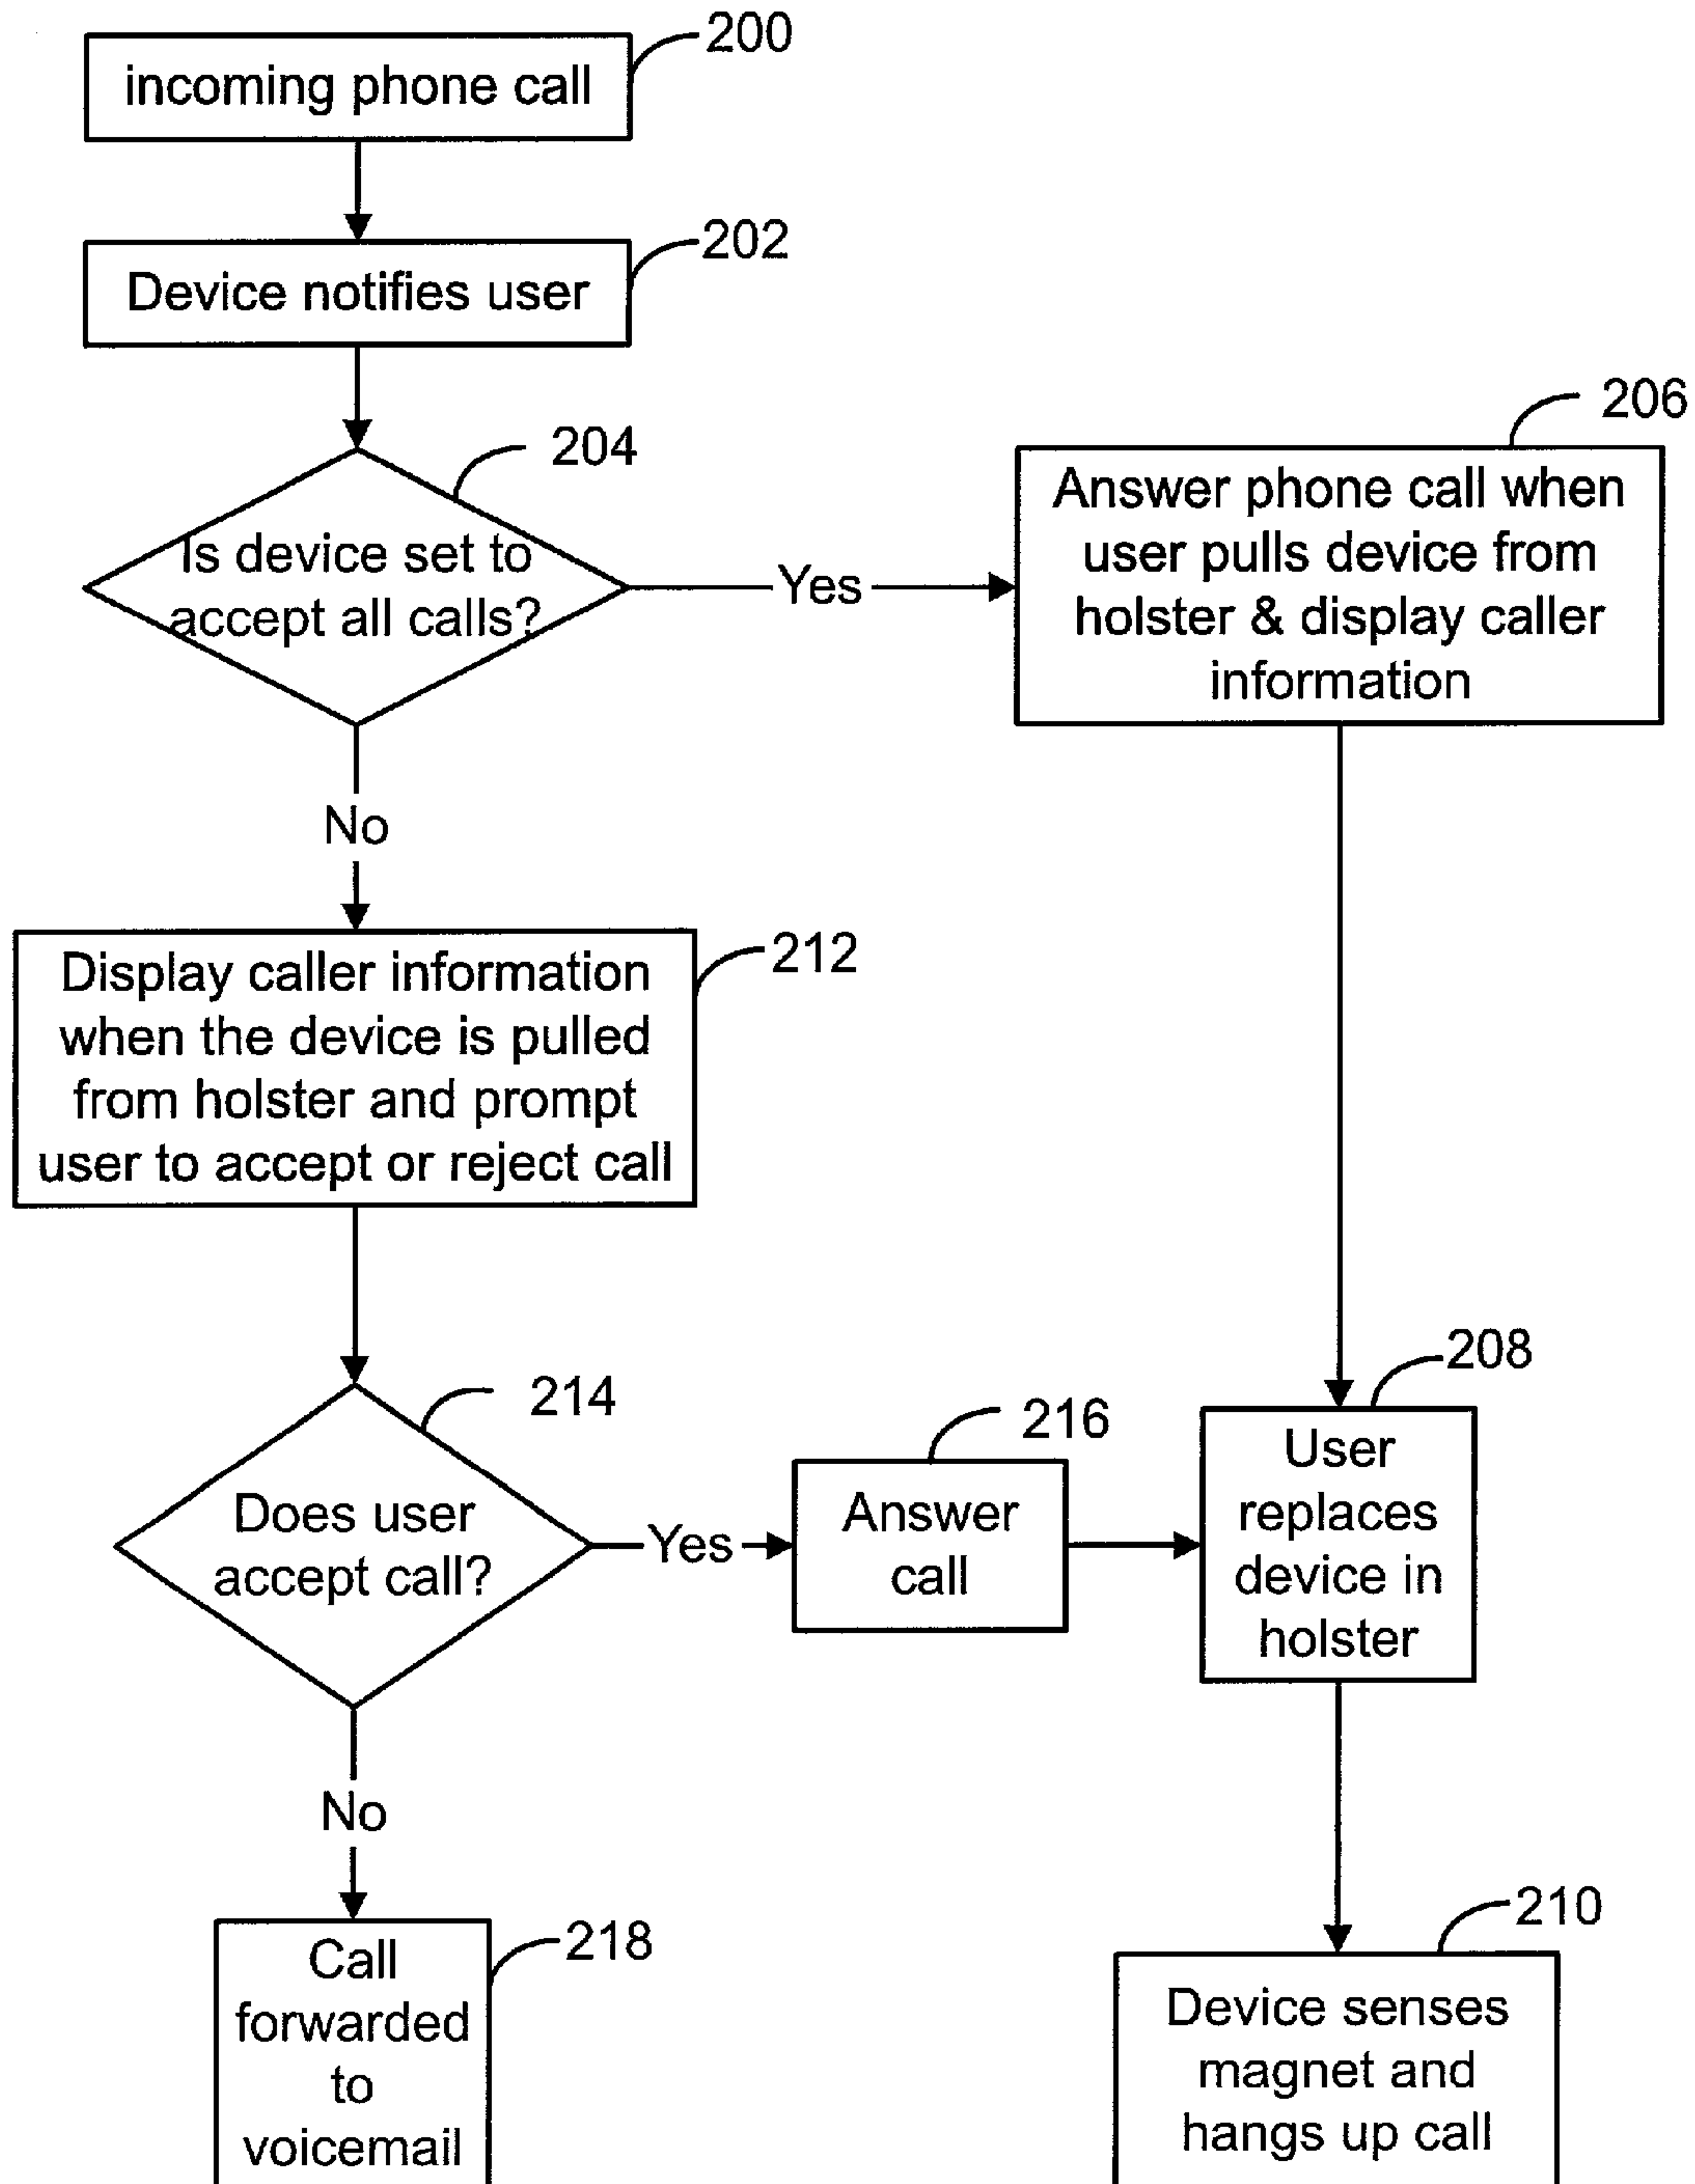 200
incoming phone call
202
Device notifies user
204
Is device set to
accept all calls?
Yes
206
Answer phone call when
user pulls device from
holster & display caller
information
No
212
Display caller information
when the device is pulled
from holster and prompt
user to accept or reject call
214
Does user
accept call?
Yes
216
Answer
call
208
User
replaces
device in
holster
No
218
Call
forwarded
to
voicemail
210
Device senses
magnet and
hangs up call